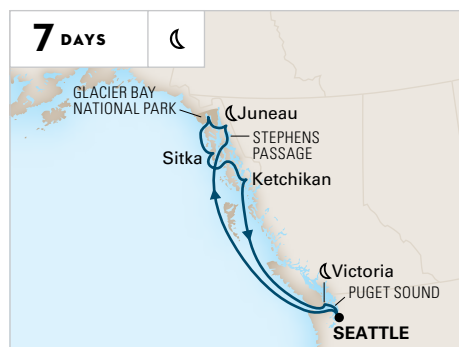 7 DAYS
GLACIER BAY
NATIONAL PARK
Juneau
STEPHENS
PASSAGE
Sitka
Ketchikan
Victoria
PUGET SOUND
SEATTLE